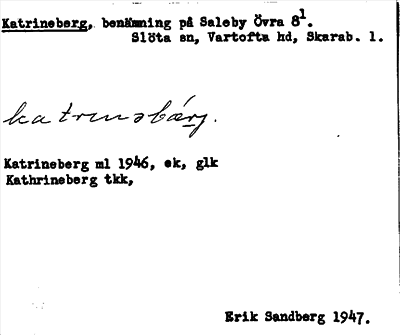 Katrineberg, benämning på Saleby Övra 8¹.
Slöta sn, Vartofta hd, Skarab. l.
katrinəbárj.
Katrineberg ml 1946, ek, glk
Kathrineberg tkk,
Erik Sandberg 1947.